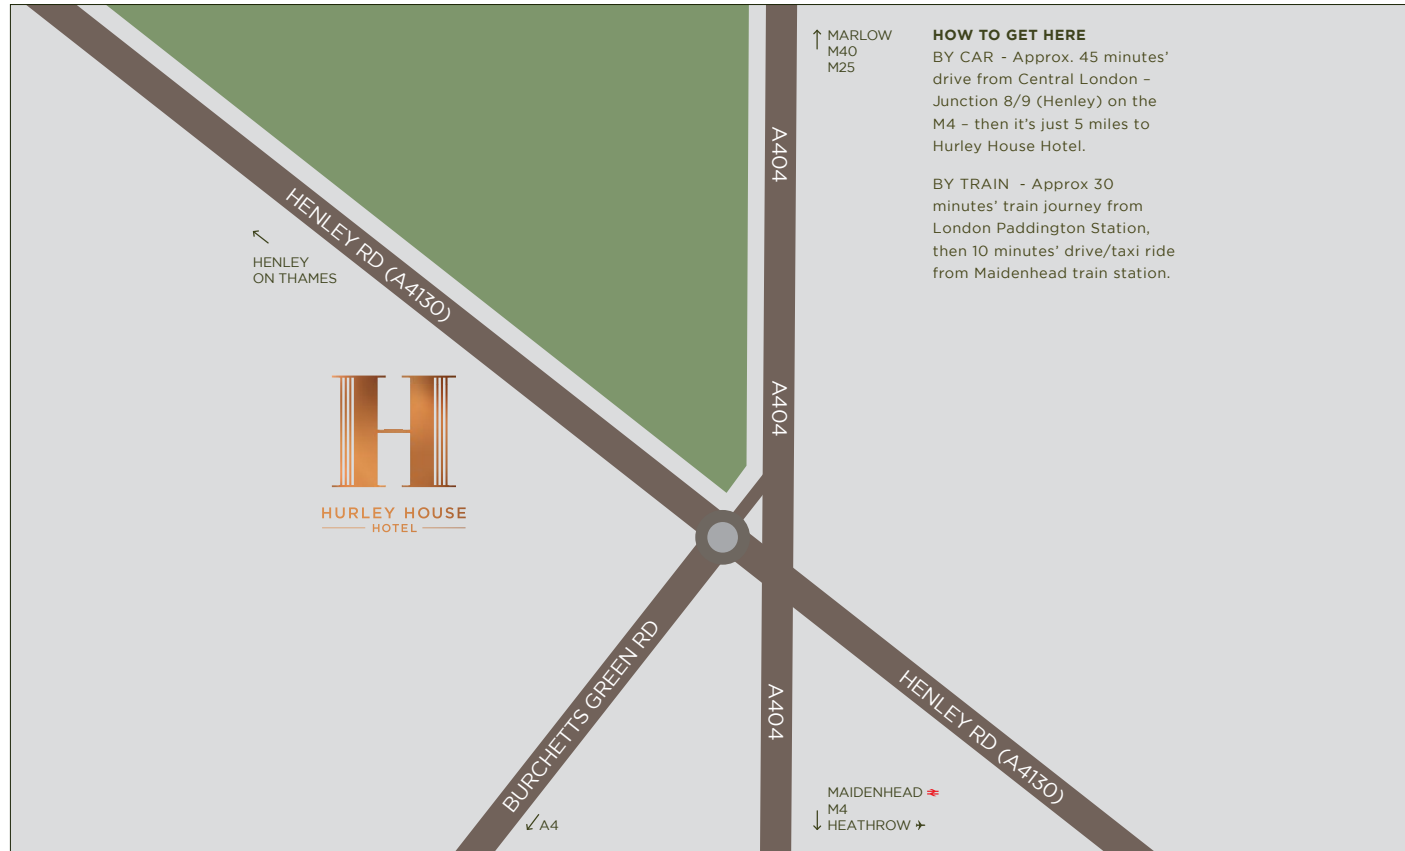 MARLOW
M40
M25
HOW TO GET HERE
BY CAR - Approx. 45 minutes’
drive from Central London –
Junction 8/9 (Henley) on the
M4 – then it’s just 5 miles to
Hurley House Hotel.
BY TRAIN - Approx 30
minutes’ train journey from
London Paddington Station,
then 10 minutes’ drive/taxi ride
from Maidenhead train station.
A404
HENLEY RD (A4130)
HENLEY
ON THAMES
A404
H
HURLEY HOUSE
HOTEL
BURCHETTS GREEN RD
A404
HENLEY RD (A4130)
A4
MAIDENHEAD
M4
HEATHROW